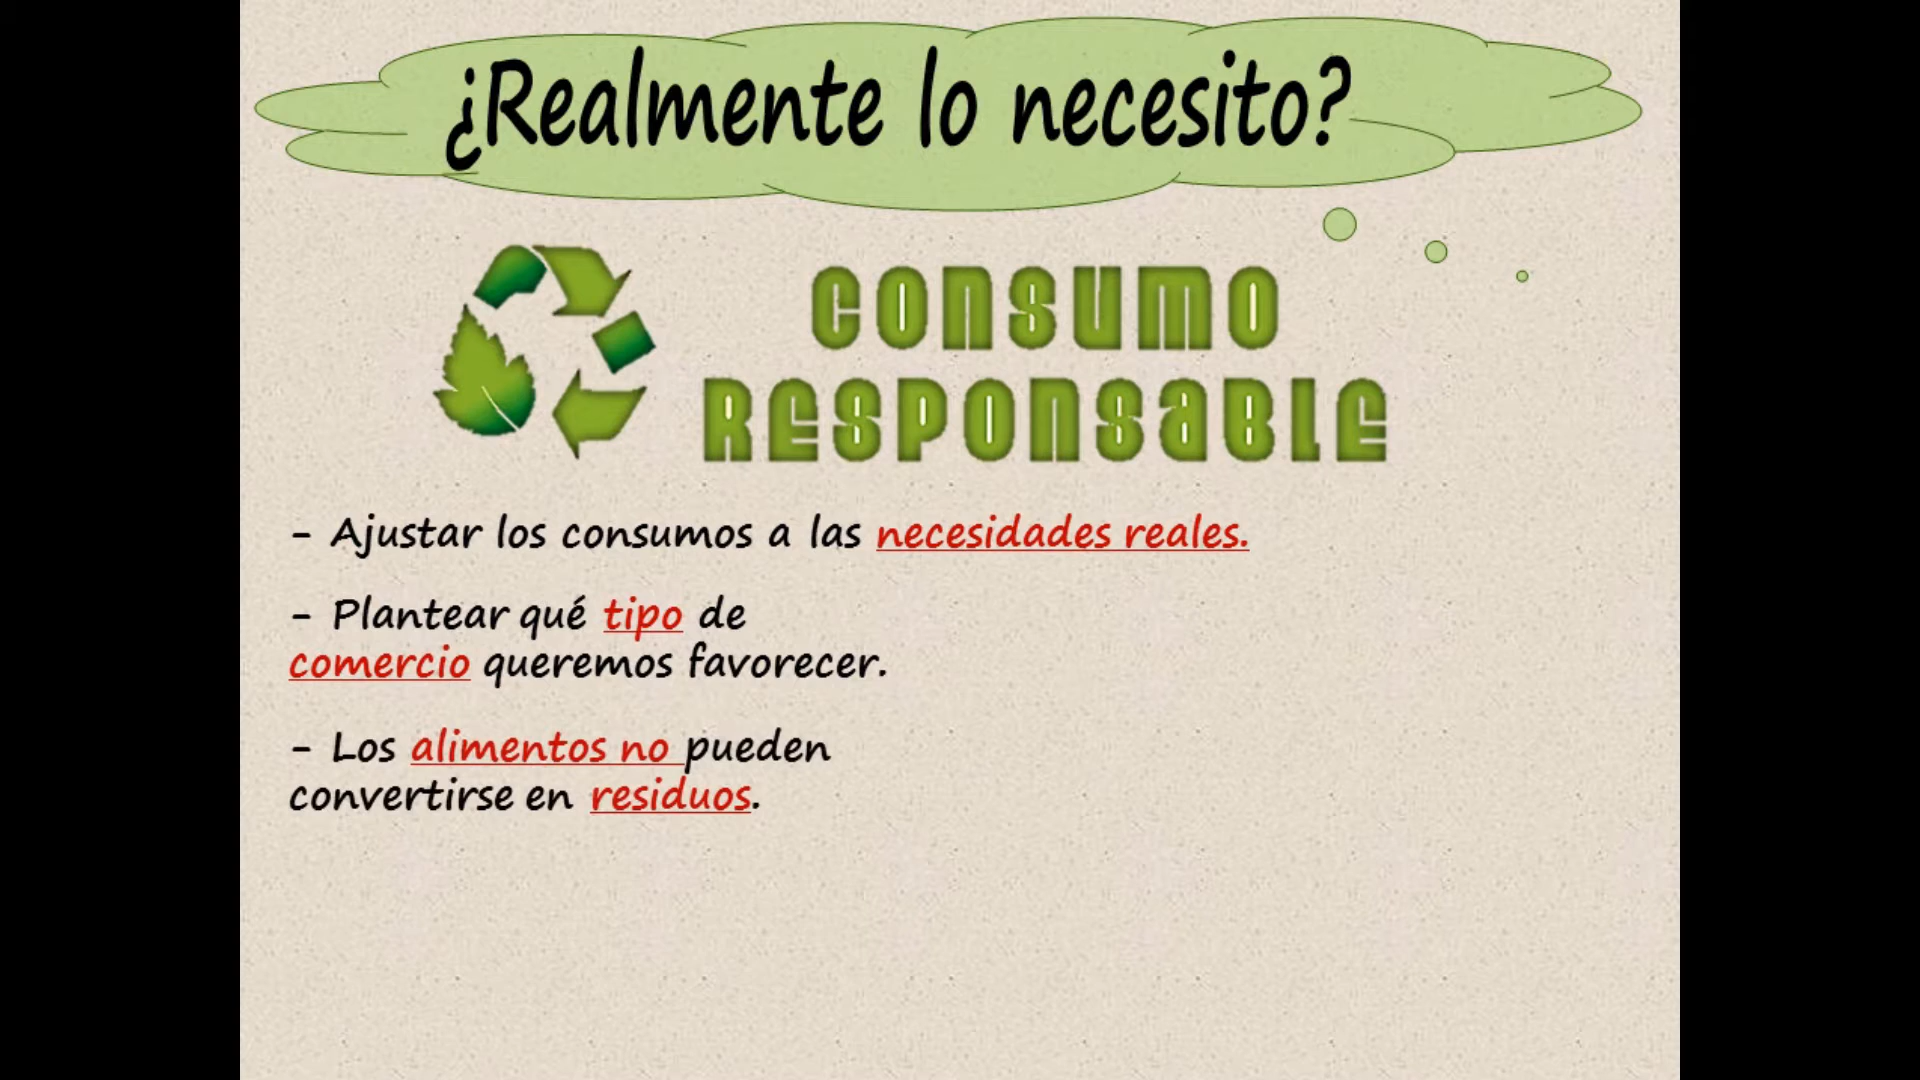 ¿Realmente lo necesito?
CONSUMO
RESPONSABLE
- Ajustar los consumos a las necesidades reales.
- Plantear qué tipo de
comercio queremos favorecer.
- Los alimentos no pueden
convertirse en residuos.